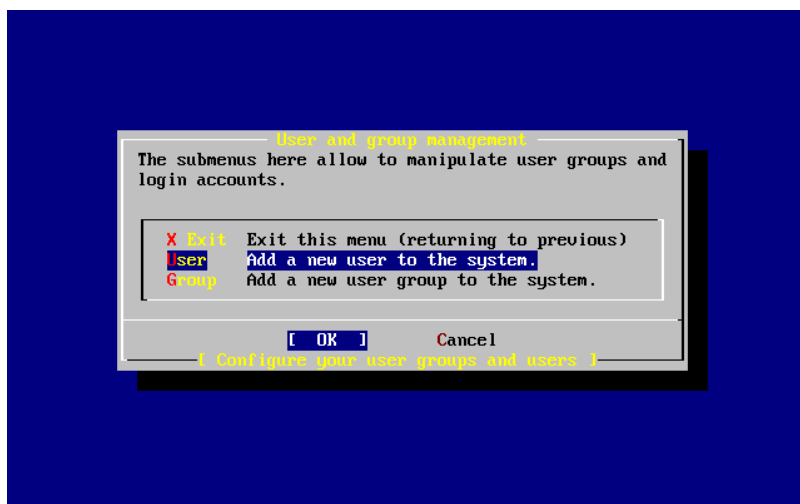 User and group management
The submenus here allow to manipulate user groups and
login accounts.
X Exit Exit this menu (returning to previous)
User Add a new user to the system.
Group Add a new user group to the system.
[ OK ] Cancel
[ Configure your user groups and users ]